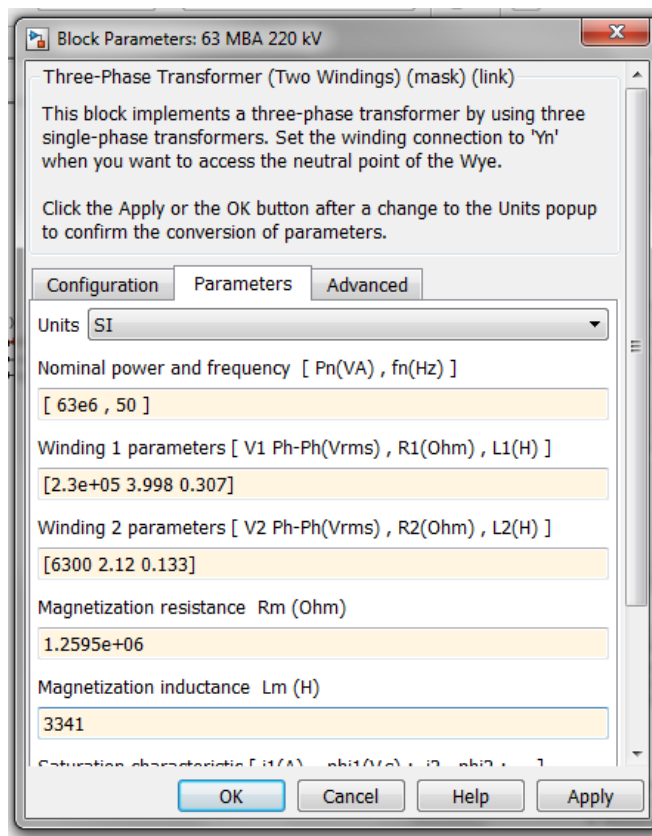 Block Parameters: 63 MBA 220 kV
Three-Phase Transformer (Two Windings) (mask) (link)
This block implements a three-phase transformer by using three
single-phase transformers. Set the winding connection to 'Yn'
when you want to access the neutral point of the Wye.
Click the Apply or the OK button after a change to the Units popup
to confirm the conversion of parameters.
Configuration Parameters Advanced
Units SI
Nominal power and frequency [ Pn(VA) , fn(Hz) ]
[ 63e6 , 50 ]
Winding 1 parameters [ V1 Ph-Ph(Vrms) , R1(Ohm) , L1(H) ]
[2.3e+05 3.998 0.307]
Winding 2 parameters [ V2 Ph-Ph(Vrms) , R2(Ohm) , L2(H) ]
[6300 2.12 0.133]
Magnetization resistance Rm (Ohm)
1.2595e+06
Magnetization inductance Lm (H)
3341
Saturation characteristic [ i1(A) , phi1(V.s) ; i2 , phi2 ; ... ]
OK Cancel Help Apply